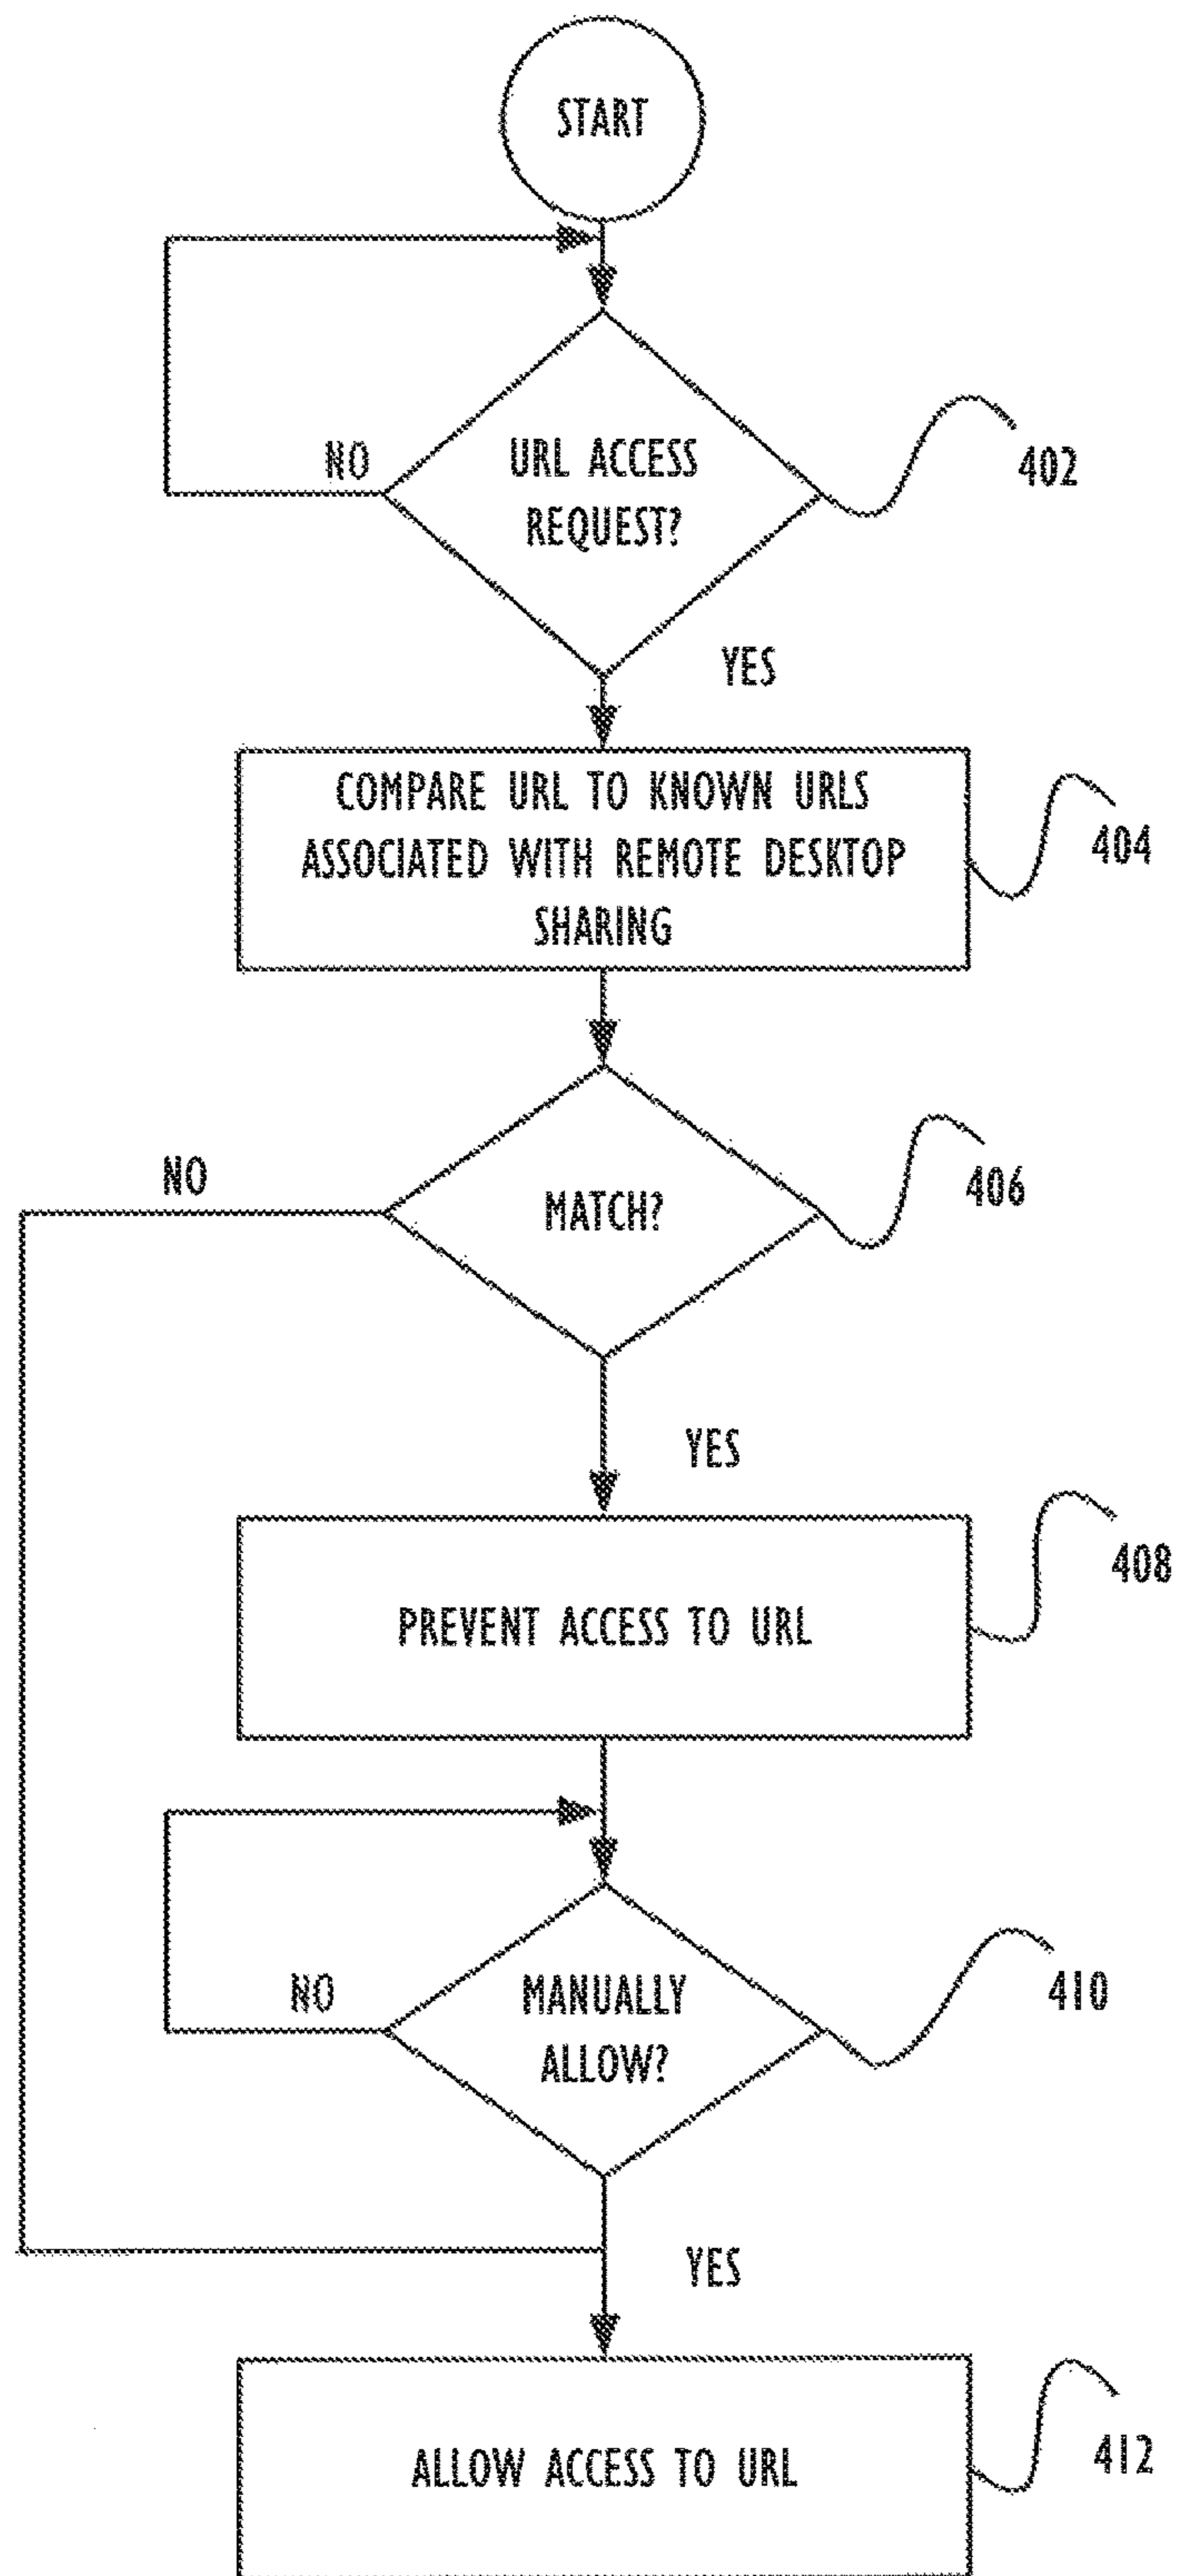 START
NO
URL ACCESS
REQUEST?
402
YES
COMPARE URL TO KNOWN URLS
ASSOCIATED WITH REMOTE DESKTOP
SHARING
404
NO
MATCH?
406
YES
PREVENT ACCESS TO URL
408
NO
MANUALLY
ALLOW?
410
YES
ALLOW ACCESS TO URL
412